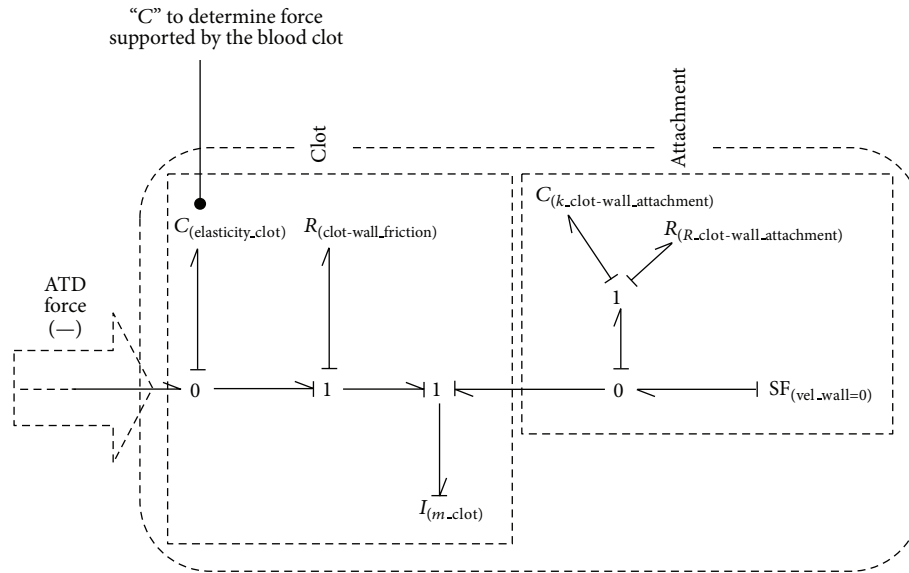 “C” to determine force
supported by the blood clot
Clot
Attachment
C(elasticity_clot)
R(clot-wall_friction)
C(k_clot-wall_attachment)
R(R_clot-wall_attachment)
ATD
force
(—)
1
0
1
1
0
SF(vel_wall=0)
I(m_clot)